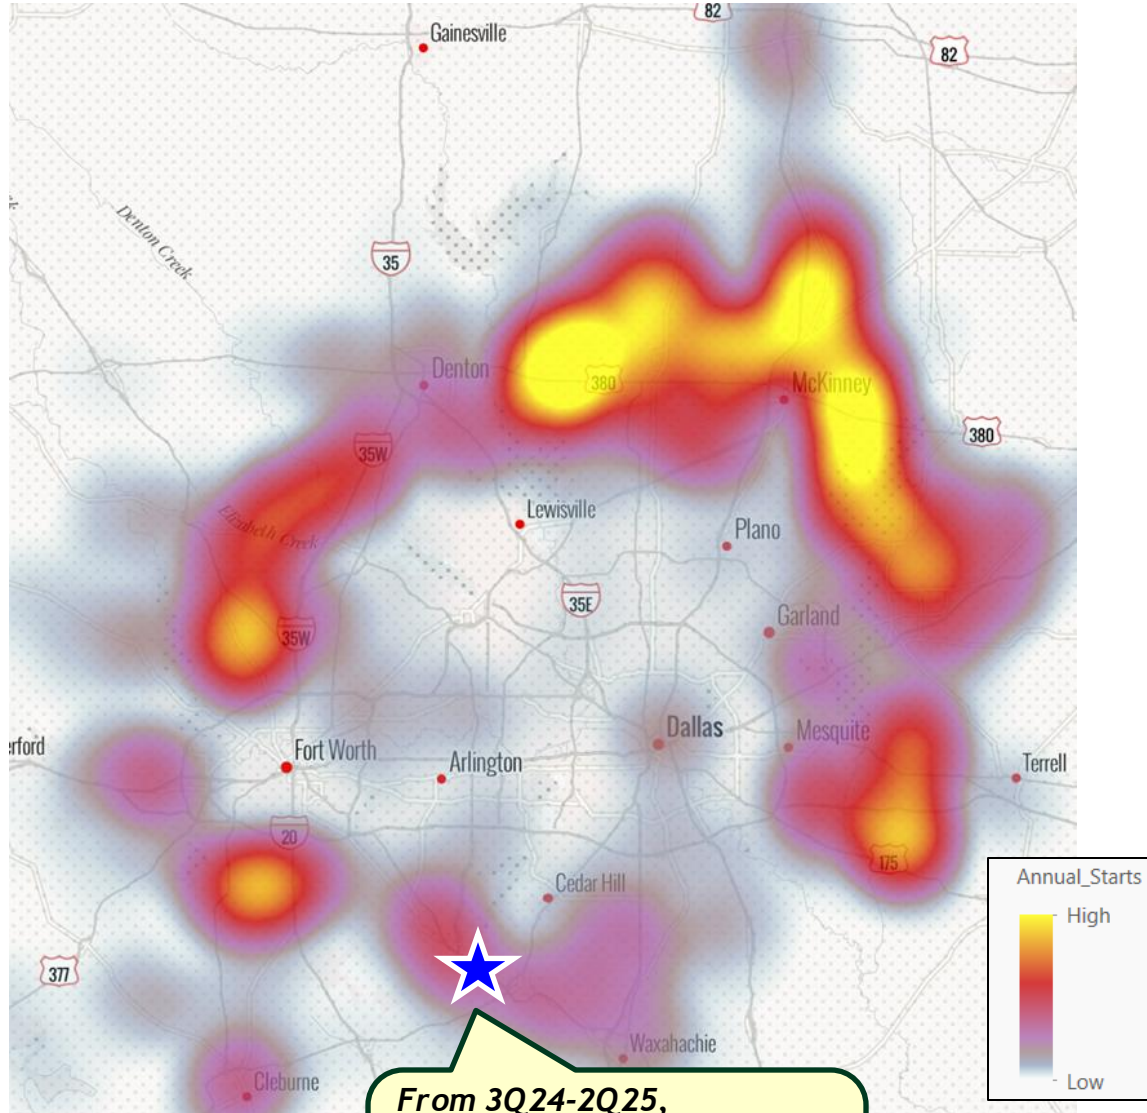 82
Gainesville
82
Denton Creek
35
Denton
380
McKinney
380
35W
Lewisville
Elizabeth Creek
Plano
35E
Garland
35W
Dallas
Mesquite
erford
Fort Worth
Arlington
Terrell
20
175
Cedar Hill
Annual_Starts
High
377
Waxahachie
Cleburne
Low
From 3Q24-2Q25,